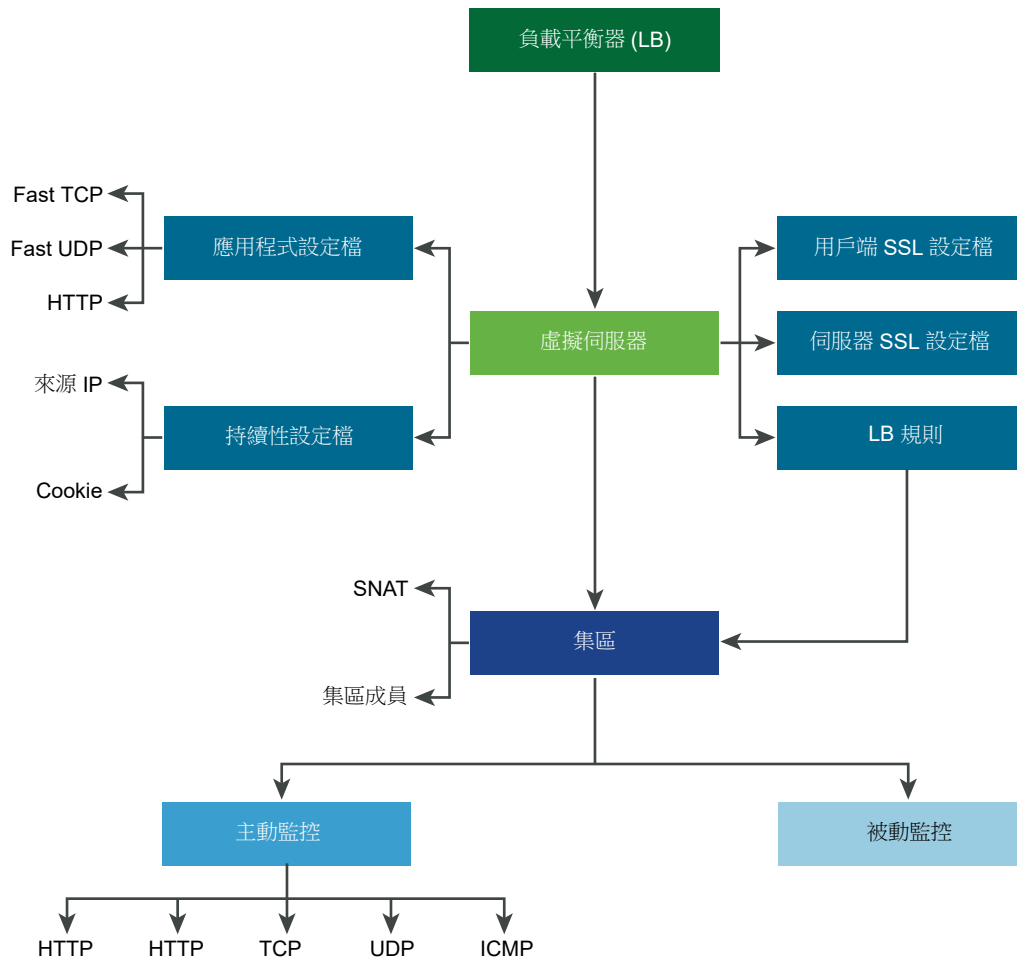 負載平衡器 (LB)
Fast TCP
Fast UDP
HTTP
應用程式設定檔
用戶端 SSL 設定檔
虛擬伺服器
伺服器 SSL 設定檔
來源 IP
Cookie
持續性設定檔
LB 規則
SNAT
集區成員
集區
主動監控
被動監控
HTTP
HTTP
TCP
UDP
ICMP